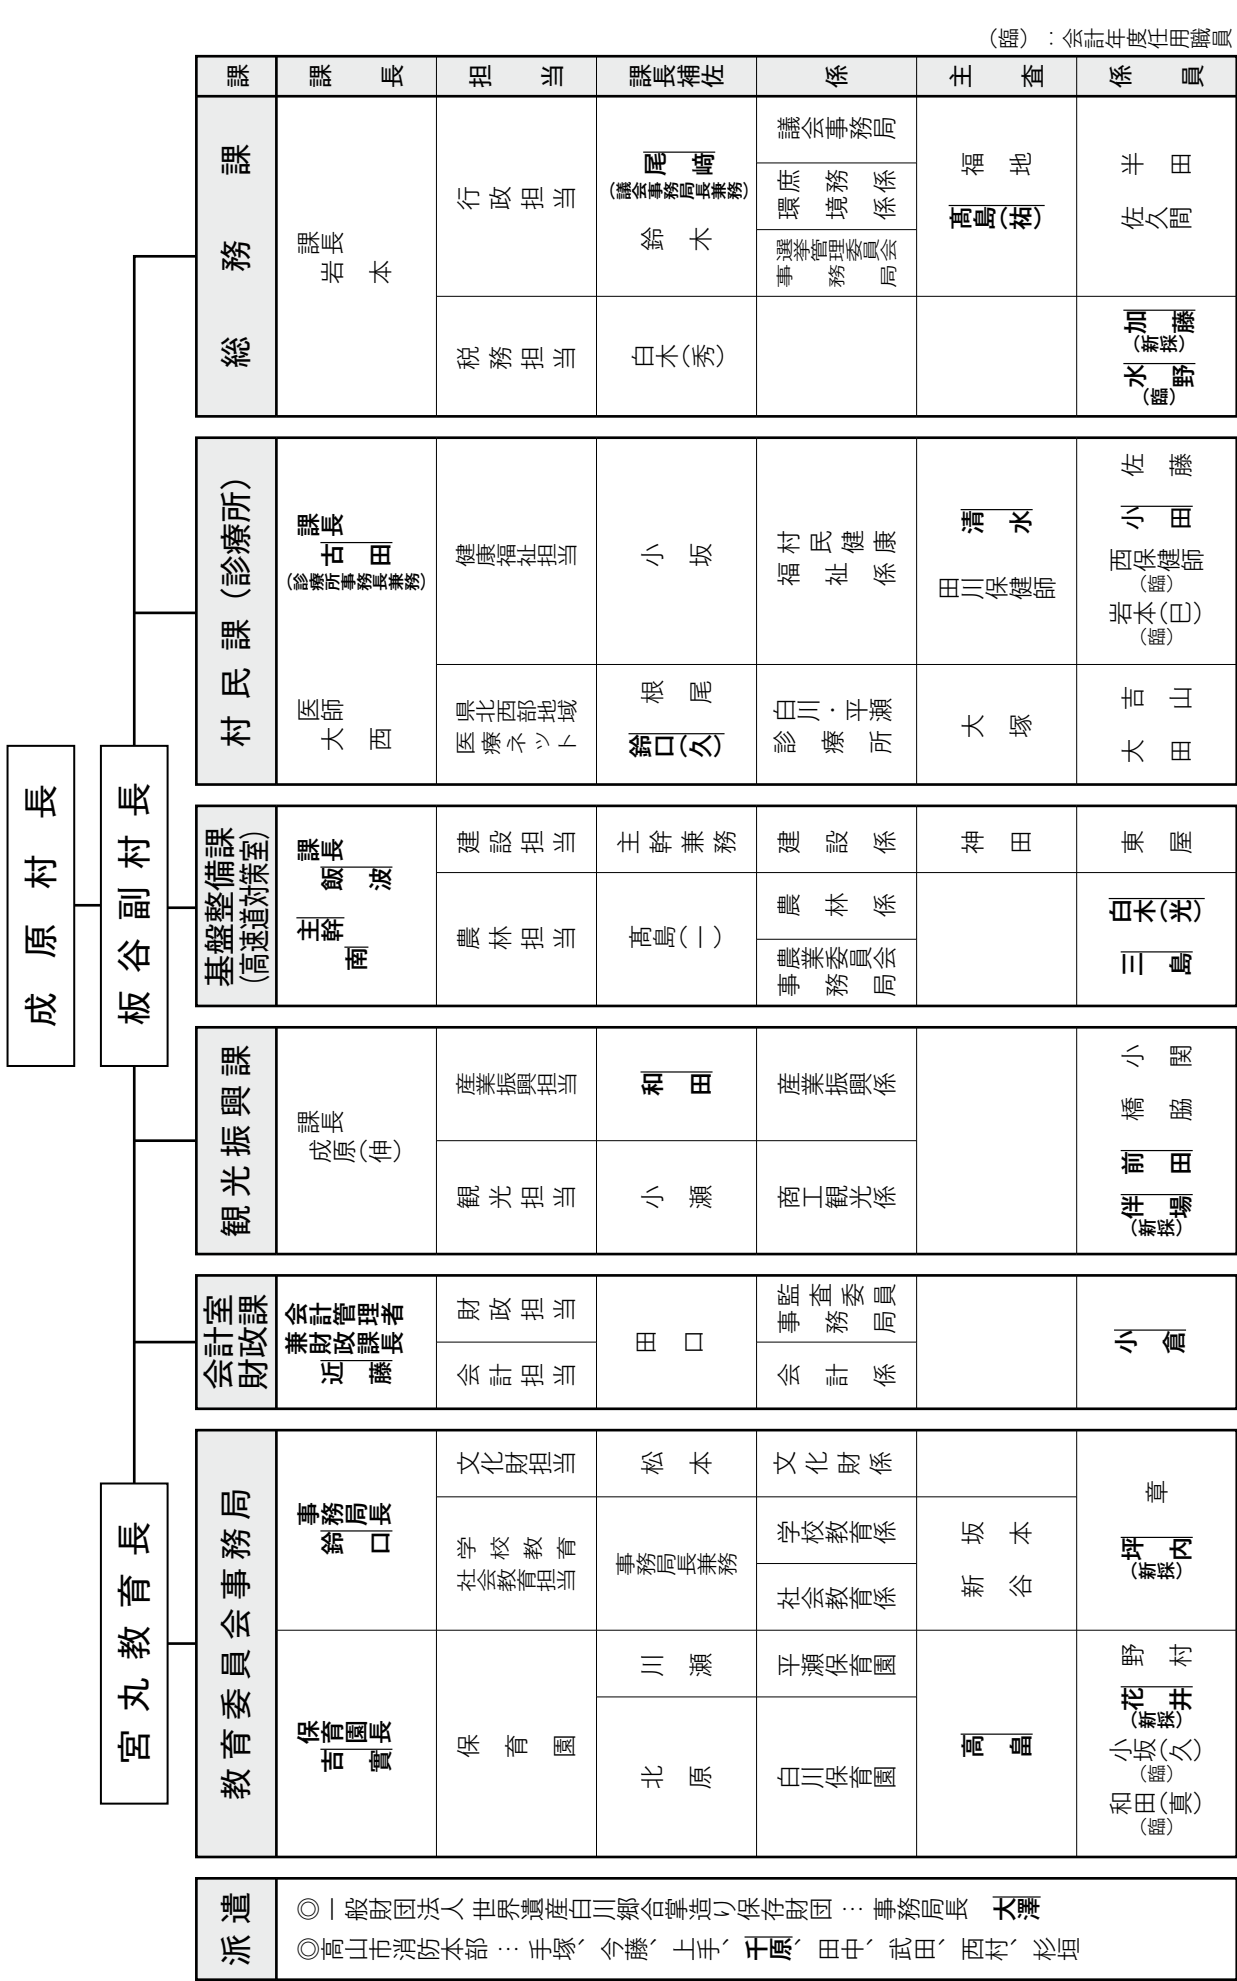 (臨)：会計年度任用職員
成原村長
板谷副村長
宮丸教育長
課
課長
担当
課長補佐
係
主査
係員
総務課
課長
岩本
行政担当
尾﨑
(議会事務局長兼務)
鈴木
議会事務局
庶務係
環境係
選挙管理委員会
事務局
福地
髙島(祐)
半田
佐久間
税務担当
白木(秀)
加藤
(新採)
水野
(臨)
村民課(診療所)
課長
古田
(診療所事務長兼務)
医師
大西
健康福祉担当
小坂
村民健康
福祉係
清水
田川保健師
佐藤
小田
西保健師
(臨)
岩本(巳)
(臨)
県北西部地域
医療ネット
根尾
鈴口(久)
白川・平瀬
診療所
大塚
吉山
大田
基盤整備課
(高速道対策室)
課長
飯波
主幹
南
建設担当
主幹兼務
建設係
神田
東屋
農林担当
髙島(一)
農林係
農業委員会
事務局
白木(光)
三島
観光振興課
課長
成原(伸)
産業振興担当
和田
産業振興係
観光担当
小瀬
商工観光係
小関
橋脇
前田
伴場
(新採)
会計室
財政課
会計管理者
兼財政課長
近藤
財政担当
会計担当
田口
監査委員
事務局
会計係
小倉
教育委員会事務局
事務局長
鈴口
文化財担当
松本
文化財係
学校教育
社会教育担当
事務局長兼務
学校教育係
社会教育係
坂本
新谷
章
坪内
(新採)
保育園長
吉實
保育園
川瀬
平瀬保育園
北原
白川保育園
高畠
野村
花井
(新採)
小坂(久)
(臨)
和田(真)
(臨)
派遣
◎一般財団法人 世界遺産白川郷合掌造り保存財団 … 事務局長 大澤
◎高山市消防本部 … 手塚、今藤、上手、千原、田中、武田、西村、杉垣